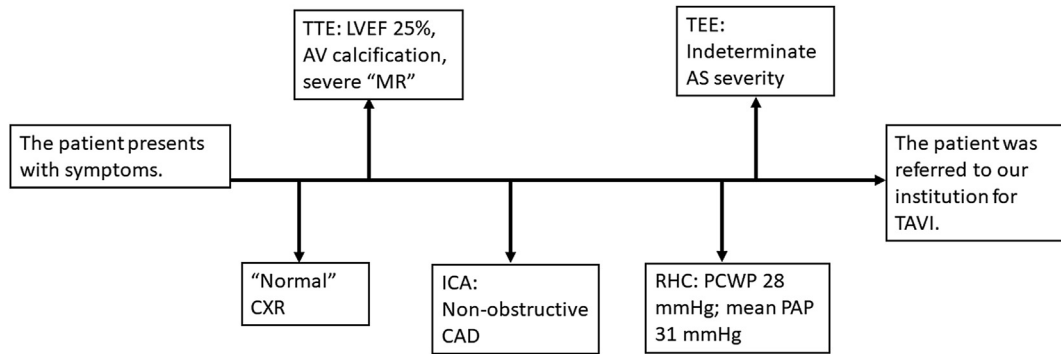 TTE: LVEF 25%,
AV calcification,
severe “MR”
TEE:
Indeterminate
AS severity
The patient presents
with symptoms.
The patient was
referred to our
institution for
TAVI.
“Normal”
CXR
ICA:
Non-obstructive
CAD
RHC: PCWP 28
mmHg; mean PAP
31 mmHg